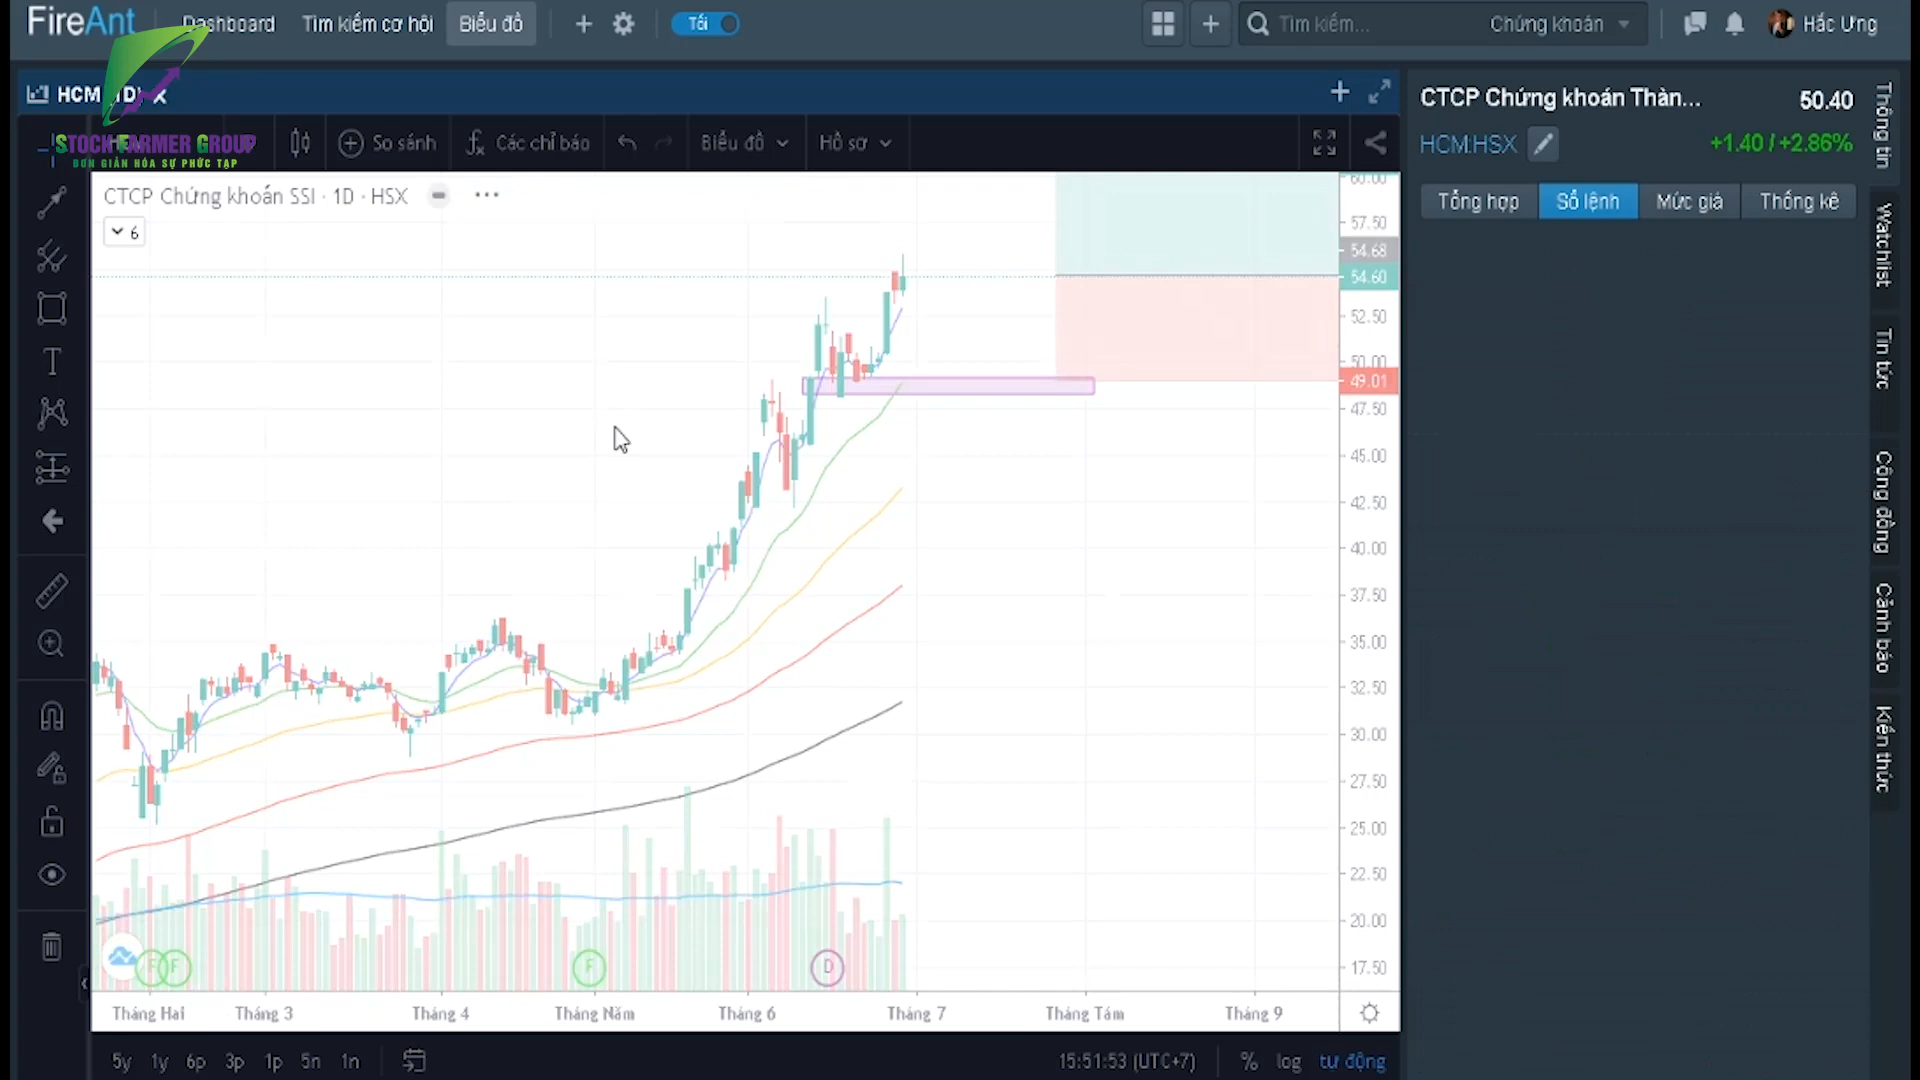 FireAnt Dashboard Tìm kiếm cơ hội Biểu đồ Tối Tìm kiếm... Chứng khoán Hắc Ưng
HCM
STOCK FARMER GROUP
ĐƠN GIẢN HÓA SỰ PHỨC TẠP
So sánh Các chỉ báo Biểu đồ Hồ sơ
CTCP Chứng khoán SSI · 1D · HSX
6
60.00
57.50
54.68
54.60
52.50
50.00
49.01
47.50
45.00
42.50
40.00
37.50
35.00
32.50
30.00
27.50
25.00
22.50
20.00
17.50
F F F D
Tháng Hai Tháng 3 Tháng 4 Tháng Năm Tháng 6 Tháng 7 Tháng Tám Tháng 9
5y 1y 6p 3p 1p 5n 1n 15:51:53 (UTC+7) % log tự động
CTCP Chứng khoán Thàn... 50.40
HCM:HSX +1.40 / +2.86%
Tổng hợp Sổ lệnh Mức giá Thống kê
Thông tin
Watchlist
Tin tức
Cộng đồng
Cảnh báo
Kiến thức